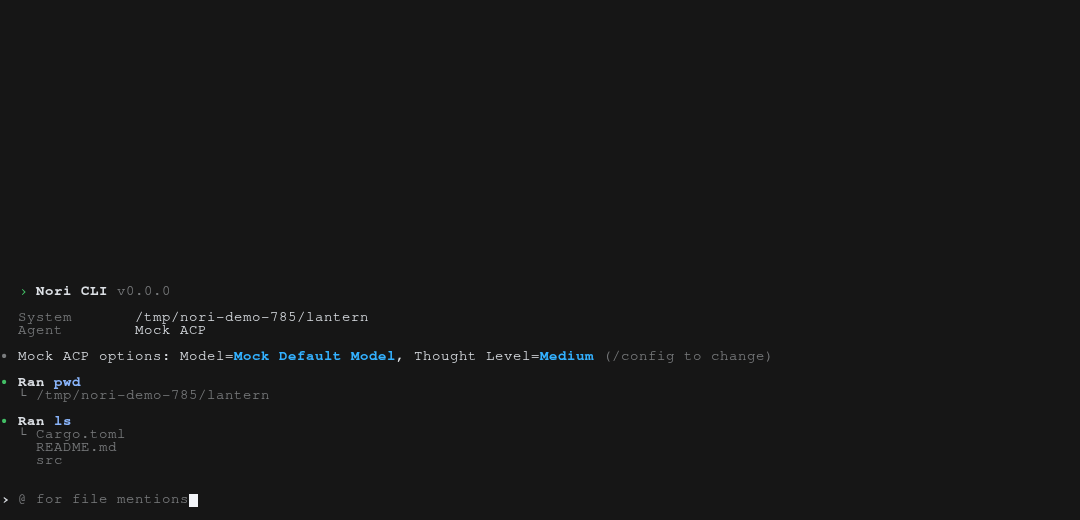 › Nori CLI v0.0.0
System /tmp/nori-demo-785/lantern
Agent Mock ACP
• Mock ACP options: Model=Mock Default Model, Thought Level=Medium (/config to change)
• Ran pwd
└ /tmp/nori-demo-785/lantern
• Ran ls
└ Cargo.toml
README.md
src
› @ for file mentions